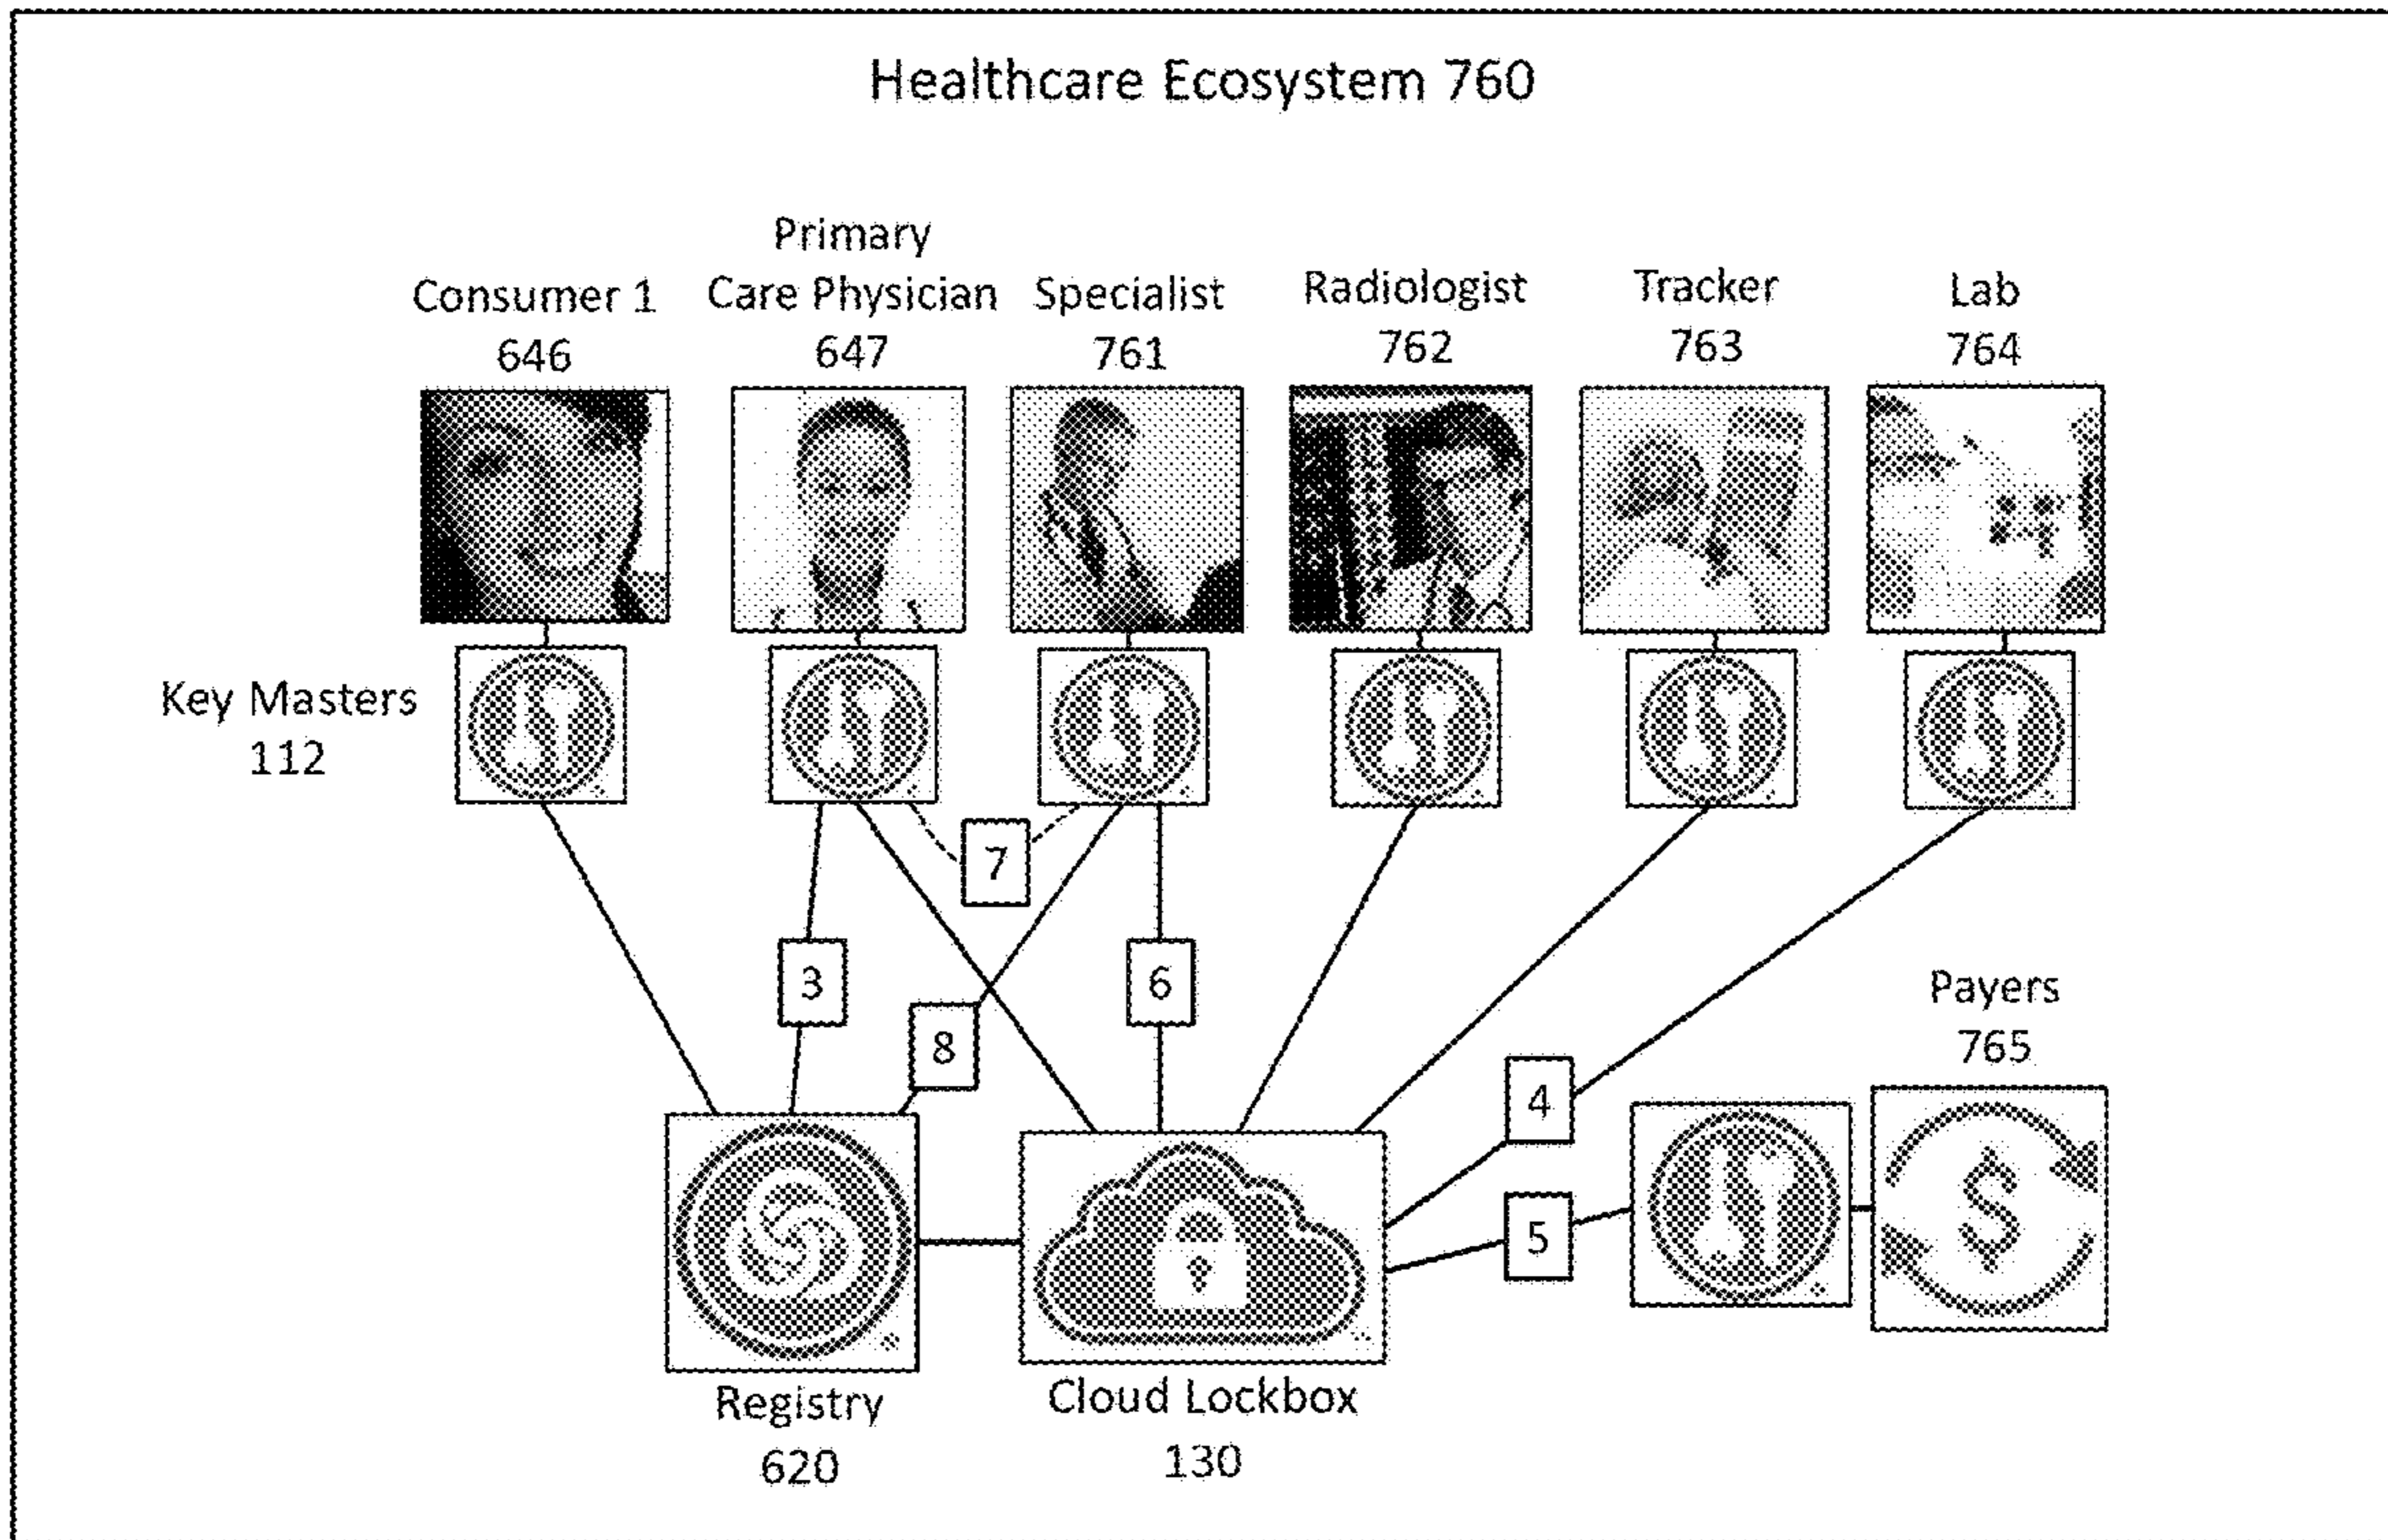 Healthcare Ecosystem 760
Consumer 1
646
Primary
Care Physician
647
Specialist
761
Radiologist
762
Tracker
763
Lab
764
Key Masters
112
7
3
6
8
4
5
Payers
765
Registry
620
Cloud Lockbox
130